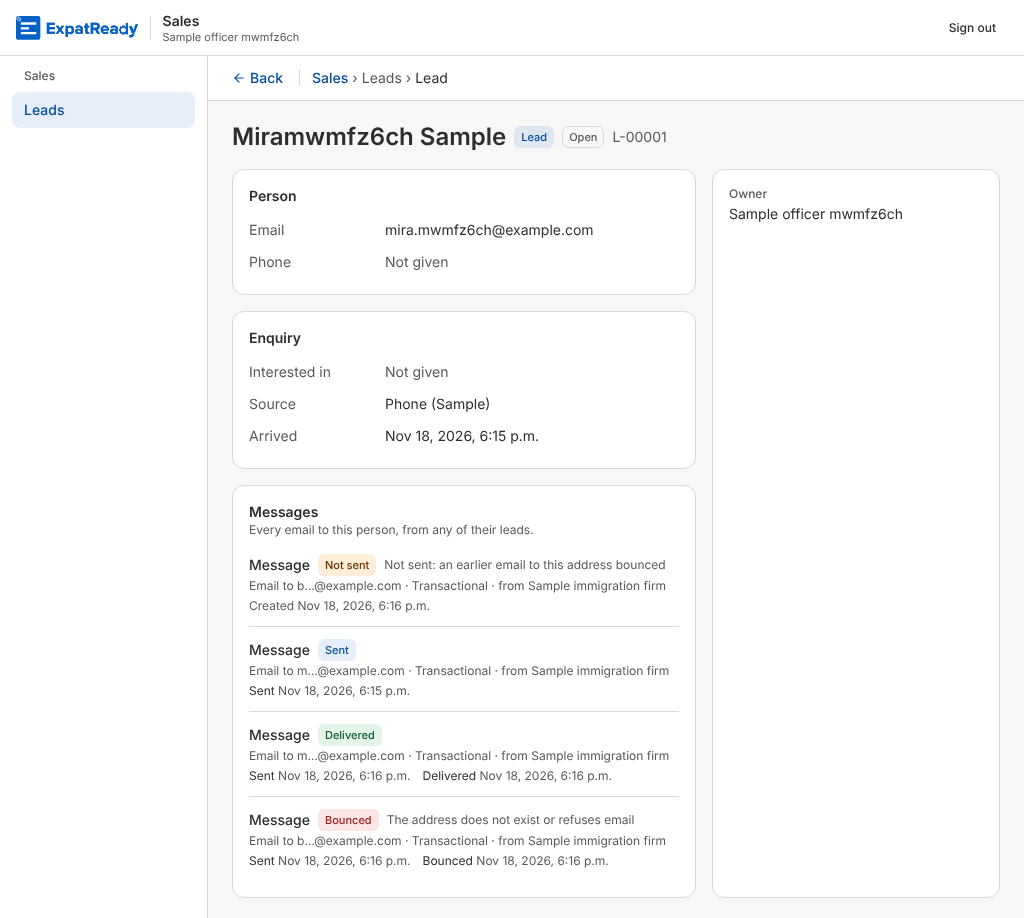 ExpatReady
Sales
Sample officer mwmfz6ch
Sign out
Sales
Leads
← Back
Sales › Leads › Lead
Miramwmfz6ch Sample Lead Open L-00001
Person
Email mira.mwmfz6ch@example.com
Phone Not given
Enquiry
Interested in Not given
Source Phone (Sample)
Arrived Nov 18, 2026, 6:15 p.m.
Messages
Every email to this person, from any of their leads.
Message Not sent Not sent: an earlier email to this address bounced
Email to b...@example.com · Transactional · from Sample immigration firm
Created Nov 18, 2026, 6:16 p.m.
Message Sent
Email to m...@example.com · Transactional · from Sample immigration firm
Sent Nov 18, 2026, 6:15 p.m.
Message Delivered
Email to m...@example.com · Transactional · from Sample immigration firm
Sent Nov 18, 2026, 6:16 p.m. Delivered Nov 18, 2026, 6:16 p.m.
Message Bounced The address does not exist or refuses email
Email to b...@example.com · Transactional · from Sample immigration firm
Sent Nov 18, 2026, 6:16 p.m. Bounced Nov 18, 2026, 6:16 p.m.
Owner
Sample officer mwmfz6ch